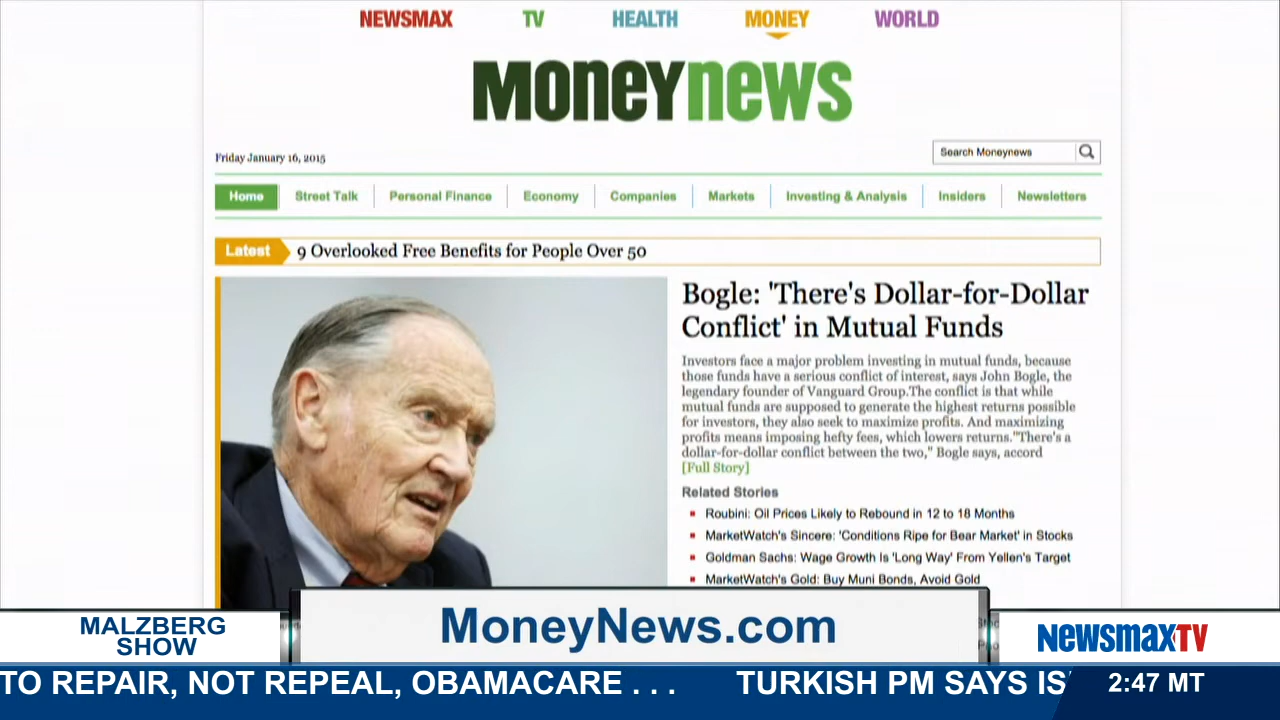 NEWSMAX TV HEALTH MONEY WORLD
MONEYnews
Friday January 16, 2015
Search Moneynews
Home Street Talk Personal Finance Economy Companies Markets Investing & Analysis Insiders Newsletters
Latest 9 Overlooked Free Benefits for People Over 50
Bogle: 'There's Dollar-for-Dollar
Conflict' in Mutual Funds
Investors face a major problem investing in mutual funds, because
those funds have a serious conflict of interest, says John Bogle, the
legendary founder of Vanguard Group.The conflict is that while
mutual funds are supposed to generate the highest returns possible
for investors, they also seek to maximize profits. And maximizing
profits means imposing hefty fees, which lowers returns."There's a
dollar-for-dollar conflict between the two," Bogle says, accord
[Full Story]
Related Stories
Roubini: Oil Prices Likely to Rebound in 12 to 18 Months
MarketWatch's Sincere: 'Conditions Ripe for Bear Market' in Stocks
Goldman Sachs: Wage Growth Is 'Long Way' From Yellen's Target
MarketWatch's Gold: Buy Muni Bonds, Avoid Gold
MALZBERG
SHOW
MoneyNews.com
NEWSMAXTV
TO REPAIR, NOT REPEAL, OBAMACARE . . . TURKISH PM SAYS IS
2:47 MT